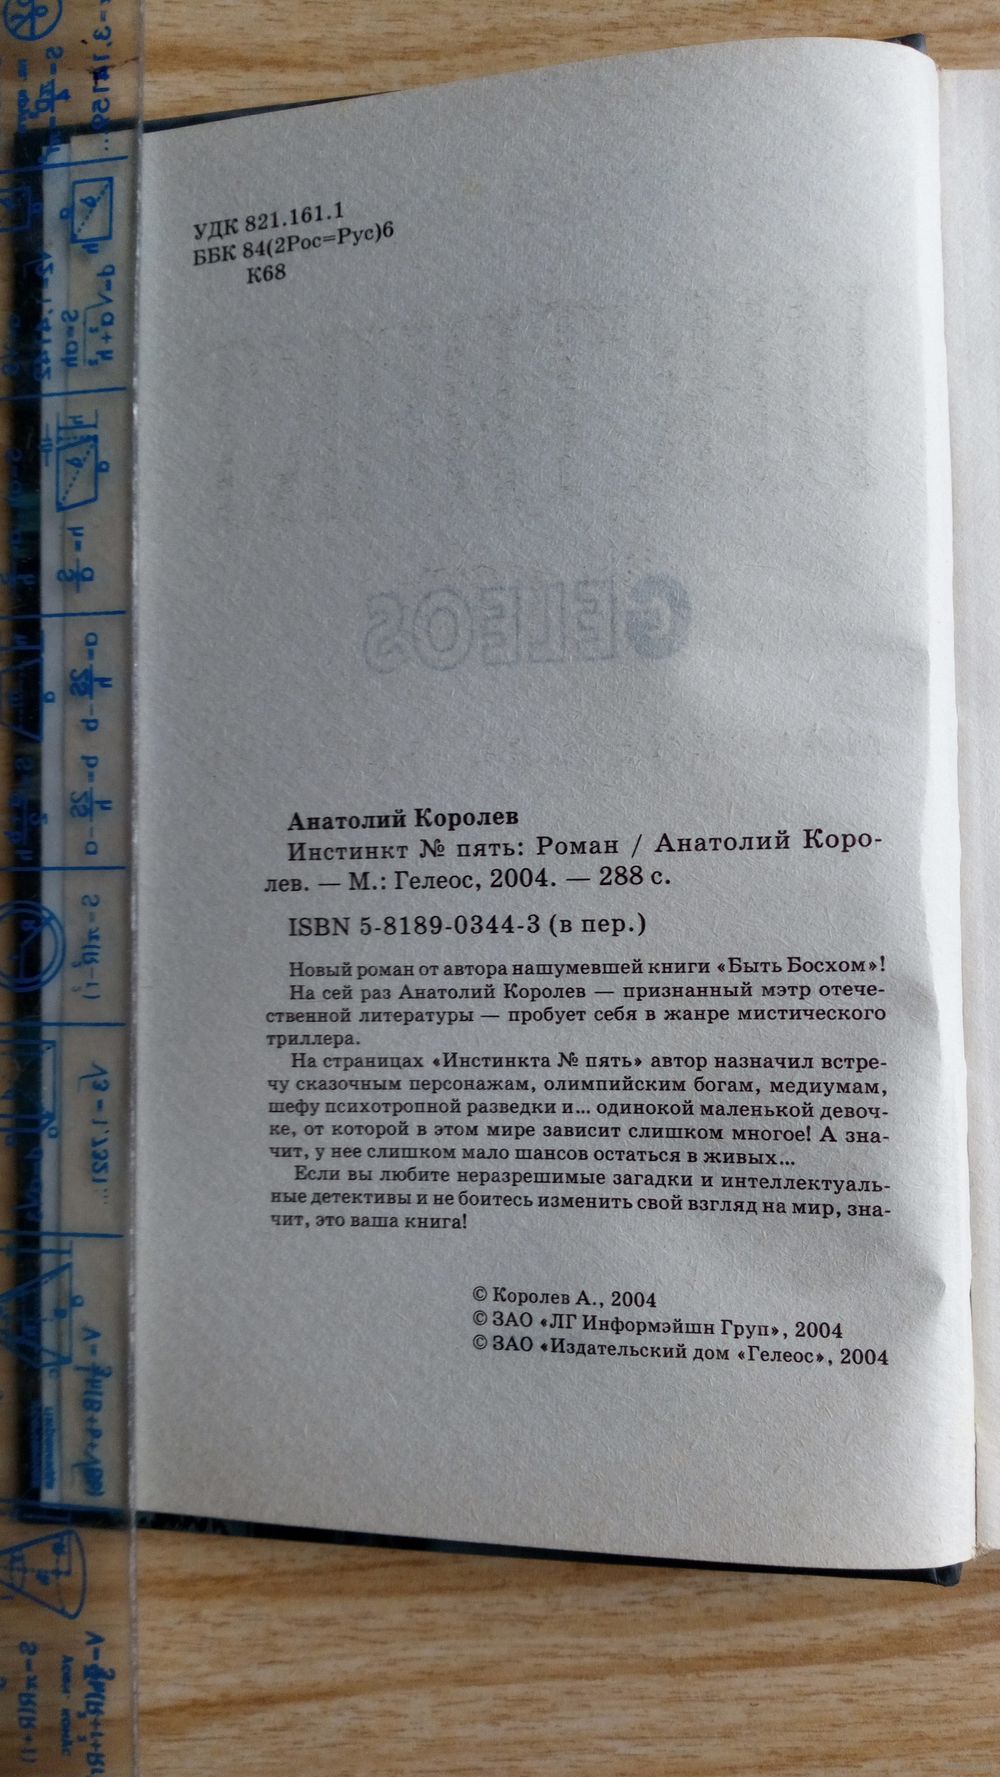 УДК 821.161.1
ББК 84(2Рос=Рус)6
К68
GELEOS
Анатолий Королев
Инстинкт № пять: Роман / Анатолий Коро-
лев. — М.: Гелеос, 2004. — 288 с.
ISBN 5-8189-0344-3 (в пер.)
Новый роман от автора нашумевшей книги «Быть Босхом»!
На сей раз Анатолий Королев — признанный мэтр отече-
ственной литературы — пробует себя в жанре мистического
триллера.
На страницах «Инстинкта № пять» автор назначил встре-
чу сказочным персонажам, олимпийским богам, медиумам,
шефу психотропной разведки и... одинокой маленькой девоч-
ке, от которой в этом мире зависит слишком многое! А зна-
чит, у нее слишком мало шансов остаться в живых...
Если вы любите неразрешимые загадки и интеллектуаль-
ные детективы и не боитесь изменить свой взгляд на мир, зна-
чит, это ваша книга!
© Королев А., 2004
© ЗАО «ЛГ Информэйшн Груп», 2004
© ЗАО «Издательский дом «Гелеос», 2004